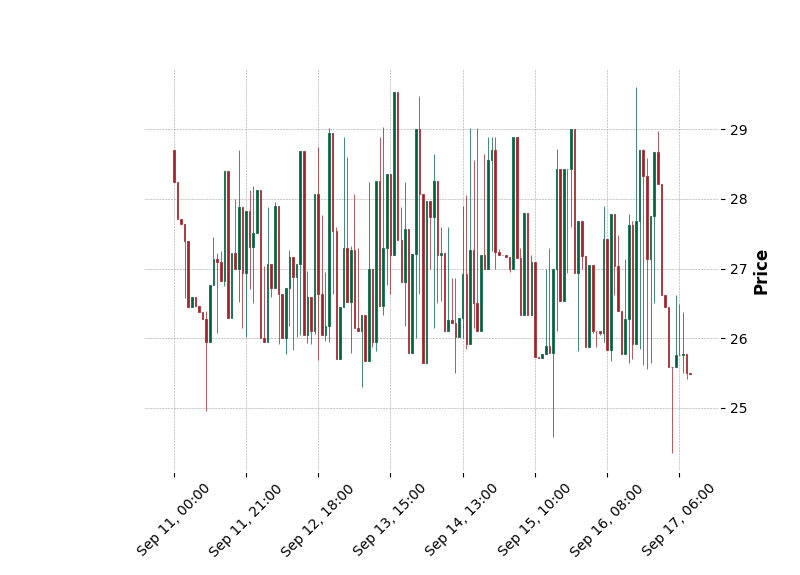 29
28
27
26
25
Price
Sep 11, 00:00
Sep 11, 21:00
Sep 12, 18:00
Sep 13, 15:00
Sep 14, 13:00
Sep 15, 10:00
Sep 16, 08:00
Sep 17, 06:00